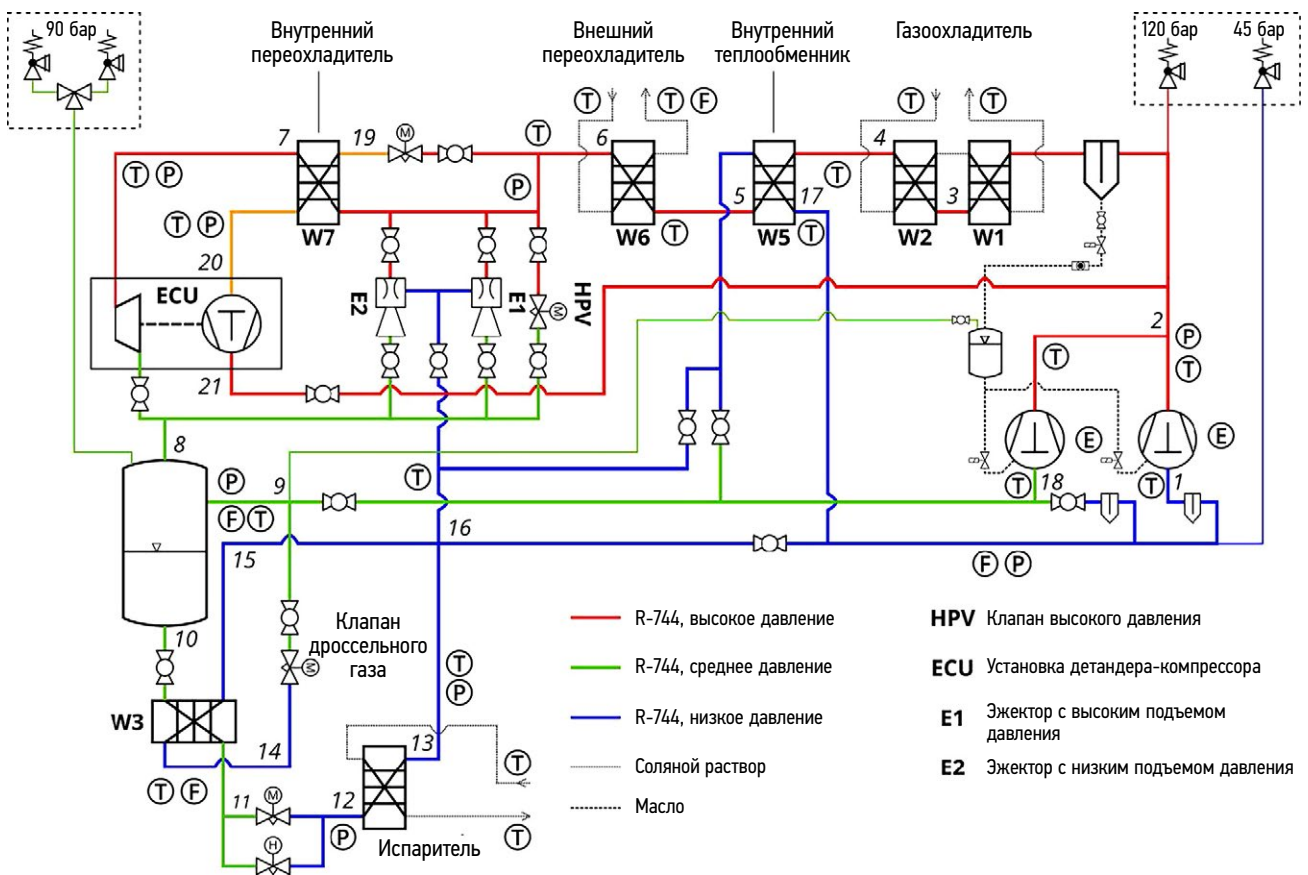 90 бар
Внутренний
переохладитель
Внешний
переохладитель
Внутренний
теплообменник
Газоохладитель
120 бар
45 бар
T
T F
T
T
7
19
M
T
6
4
T P
P
5
17
T
3
T P
W7
W6
T
W5
T
W2
W1
20
ECU
E2
E1
HPV
M
2
P
T
T
21
8
E
E
T
P
9
T
18
T
1
F T
16
15
F P
10
Клапан
дроссельного
газа
M
T
P
W3
14
13
T F
T
11
M
12
P
T
H
Испаритель
R-744, высокое давление
R-744, среднее давление
R-744, низкое давление
Соляной раствор
Масло
HPV Клапан высокого давления
ECU Установка детандера-компрессора
E1 Эжектор с высоким подъемом
давления
E2 Эжектор с низким подъемом давления